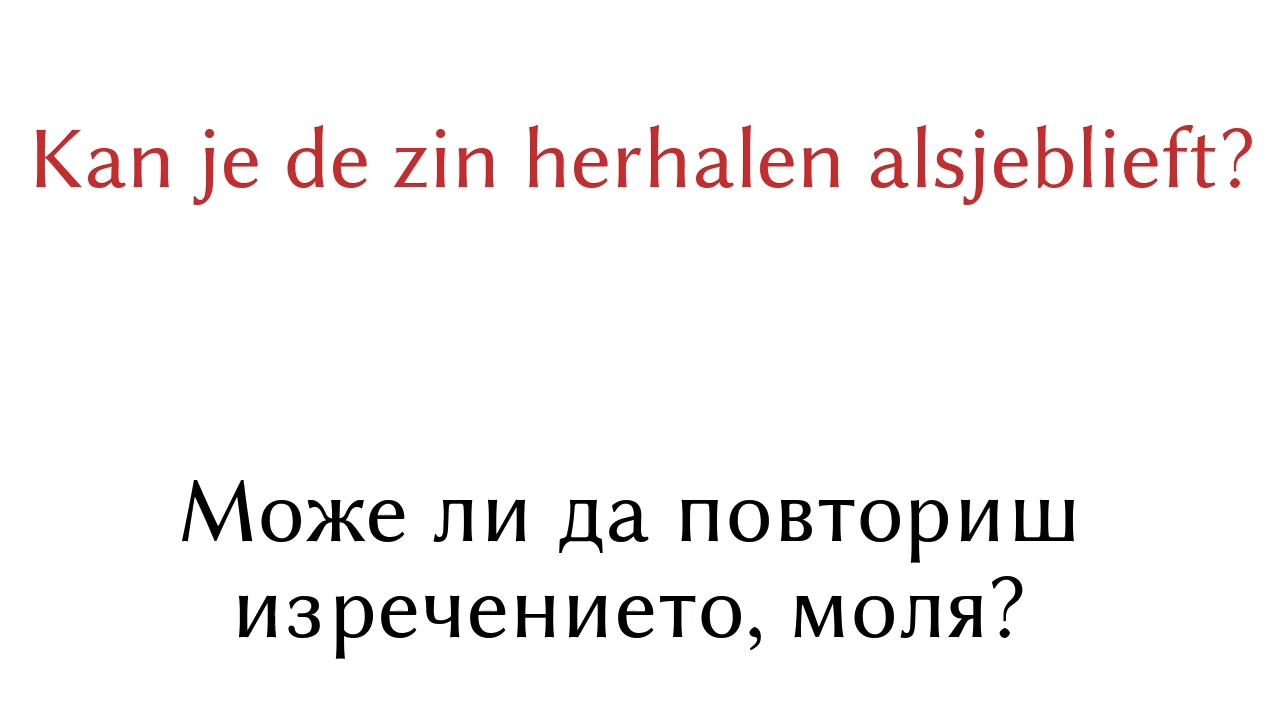 Kan je de zin herhalen alsjeblieft?
Може ли да повториш
изречението, моля?